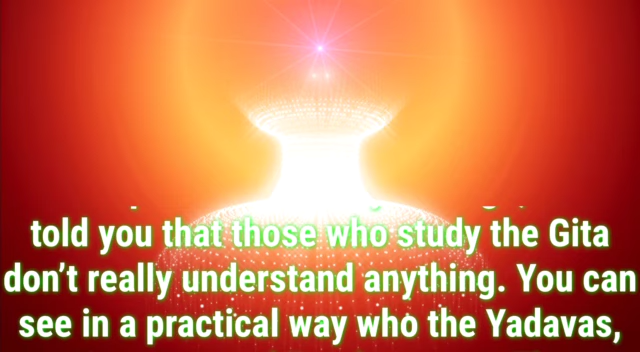 told you that those who study the Gita
don’t really understand anything. You can
see in a practical way who the Yadavas,